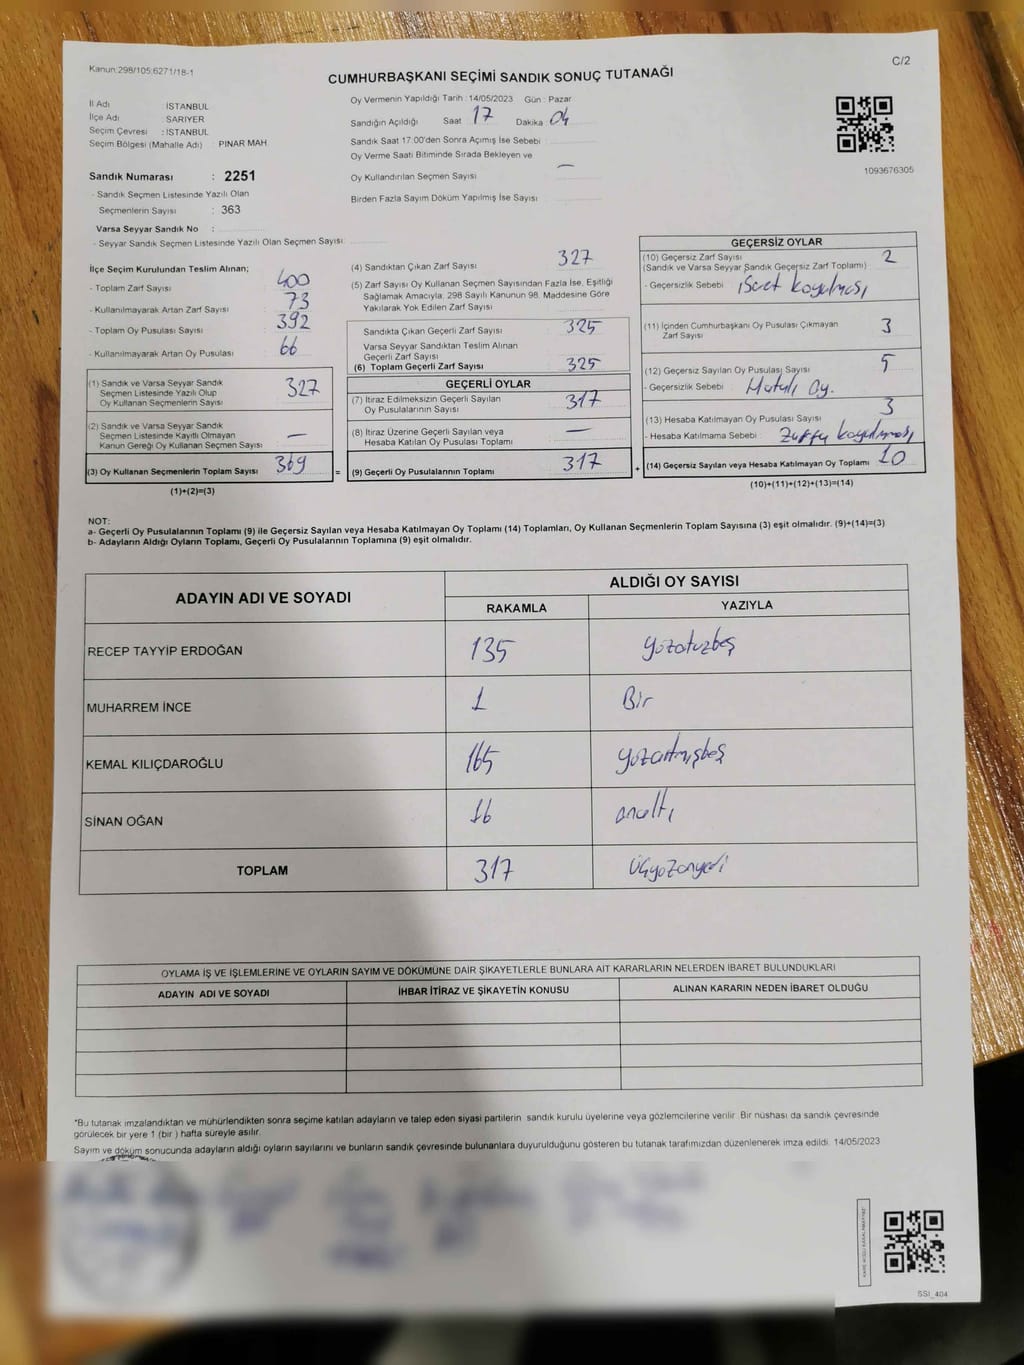 C/2
Kanun:298/105;6271/18-1
CUMHURBAŞKANI SEÇİMİ SANDIK SONUÇ TUTANAĞI
İl Adı : İSTANBUL
İlçe Adı : SARIYER
Seçim Çevresi : İSTANBUL
Seçim Bölgesi (Mahalle Adı) : PINAR MAH
Sandık Numarası : 2251
- Sandık Seçmen Listesinde Yazılı Olan
Seçmenlerin Sayısı : 363
Varsa Seyyar Sandık No :
- Seyyar Sandık Seçmen Listesinde Yazılı Olan Seçmen Sayısı:
Oy Vermenin Yapıldığı Tarih : 14/05/2023 Gün : Pazar
Sandığın Açıldığı Saat 17 Dakika 04
Sandık Saat 17:00'den Sonra Açımış İse Sebebi :
Oy Verme Saati Bitiminde Sırada Bekleyen ve
Oy Kullandırılan Seçmen Sayısı —
Birden Fazla Sayım Döküm Yapılmış İse Sayısı :
1093676305
İlçe Seçim Kurulundan Teslim Alınan;
- Toplam Zarf Sayısı : 400
- Kullanılmayarak Artan Zarf Sayısı : 73
- Toplam Oy Pusulası Sayısı : 392
- Kullanılmayarak Artan Oy Pusulası : 66
(1) Sandık ve Varsa Seyyar Sandık
Seçmen Listesinde Yazılı Olup
Oy Kullanan Seçmenlerin Sayısı 327
(2) Sandık ve Varsa Seyyar Sandık
Seçmen Listesinde Kayıtlı Olmayan
Kanun Gereği Oy Kullanan Seçmen Sayısı —
(3) Oy Kullanan Seçmenlerin Toplam Sayısı 369
(1)+(2)=(3)
(4) Sandıktan Çıkan Zarf Sayısı : 327
(5) Zarf Sayısı Oy Kullanan Seçmen Sayısından Fazla İse, Eşitliği
Sağlamak Amacıyla, 298 Sayılı Kanunun 98. Maddesine Göre
Yakılarak Yok Edilen Zarf Sayısı :
Sandıkta Çıkan Geçerli Zarf Sayısı : 325
Varsa Seyyar Sandıktan Teslim Alınan
Geçerli Zarf Sayısı
(6) Toplam Geçerli Zarf Sayısı : 325
GEÇERLİ OYLAR
(7) İtiraz Edilmeksizin Geçerli Sayılan
Oy Pusulalarının Sayısı : 317
(8) İtiraz Üzerine Geçerli Sayılan veya
Hesaba Katılan Oy Pusulası Toplamı —
= (9) Geçerli Oy Pusulalarının Toplamı 317
GEÇERSİZ OYLAR
(10) Geçersiz Zarf Sayısı 2
(Sandık ve Varsa Seyyar Sandık Geçersiz Zarf Toplamı)
- Geçersizlik Sebebi : işaret koyulması
(11) İçinden Cumhurbaşkanı Oy Pusulası Çıkmayan
Zarf Sayısı : 3
(12) Geçersiz Sayılan Oy Pusulası Sayısı : 5
- Geçersizlik Sebebi : Hatalı Oy.
(13) Hesaba Katılmayan Oy Pusulası Sayısı : 3
- Hesaba Katılmama Sebebi : koyulması
+ (14) Geçersiz Sayılan veya Hesaba Katılmayan Oy Toplamı 10
(10)+(11)+(12)+(13)=(14)
NOT:
a- Geçerli Oy Pusulalarının Toplamı (9) ile Geçersiz Sayılan veya Hesaba Katılmayan Oy Toplamı (14) Toplamları, Oy Kullanan Seçmenlerin Toplam Sayısına (3) eşit olmalıdır. (9)+(14)=(3)
b- Adayların Aldığı Oyların Toplamı, Geçerli Oy Pusulalarının Toplamına (9) eşit olmalıdır.
ADAYIN ADI VE SOYADI ALDIĞI OY SAYISI
RAKAMLA YAZIYLA
RECEP TAYYİP ERDOĞAN 135 yüzotuzbeş
MUHARREM İNCE 1 Bir
KEMAL KILIÇDAROĞLU 165 yüzaltmışbeş
SİNAN OĞAN 16 onaltı
TOPLAM 317 üçyüzonyedi
OYLAMA İŞ VE İŞLEMLERİNE VE OYLARIN SAYIM VE DÖKÜMÜNE DAİR ŞİKAYETLERLE BUNLARA AİT KARARLARIN NELERDEN İBARET BULUNDUKLARI
ADAYIN ADI VE SOYADI İHBAR İTİRAZ VE ŞİKAYETİN KONUSU ALINAN KARARIN NEDEN İBARET OLDUĞU
*Bu tutanak imzalandıktan ve mühürlendikten sonra seçime katılan adayların ve talep eden siyasi partilerin sandık kurulu üyelerine veya gözlemcilerine verilir. Bir nüshası da sandık çevresinde
görülecek bir yere 1 (bir) hafta süreyle asılır.
Sayım ve döküm sonucunda adayların aldığı oyların sayılarını ve bunların sandık çevresinde bulunanlara duyurulduğunu gösteren bu tutanak tarafımızdan düzenlenerek imza edildi. 14/05/2023
SSI_404